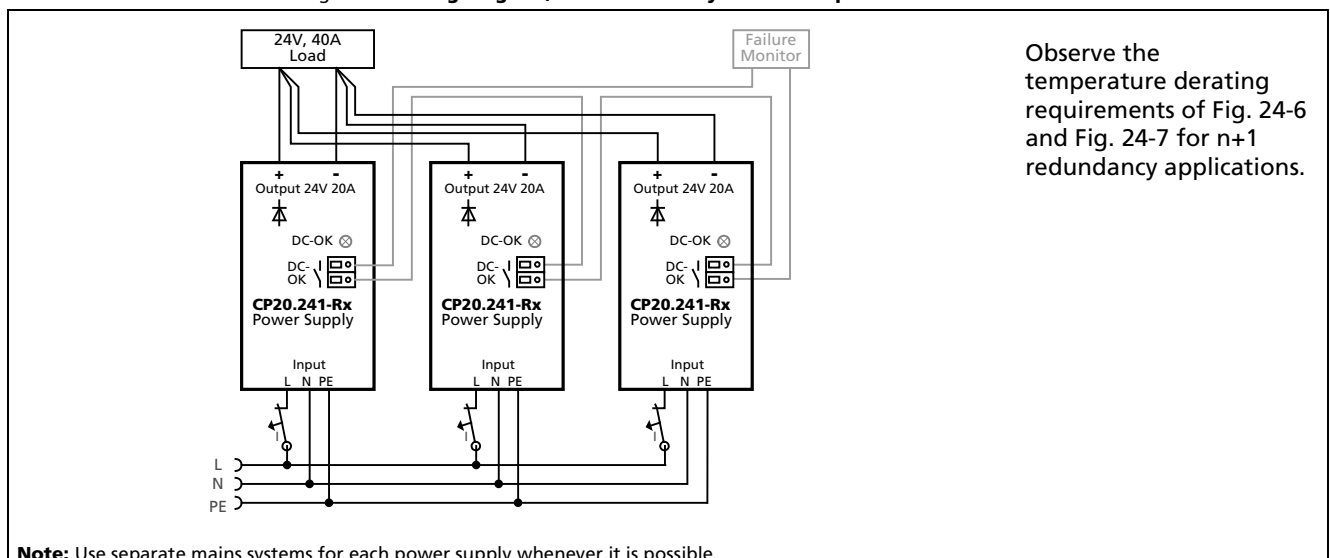 24V, 40A
Load
Failure
Monitor
Observe the
temperature derating
requirements of Fig. 24-6
and Fig. 24-7 for n+1
redundancy applications.
+ -
Output 24V 20A
DC-OK
DC-
OK
CP20.241-Rx
Power Supply
Input
L N PE
I
+ -
Output 24V 20A
DC-OK
DC-
OK
CP20.241-Rx
Power Supply
Input
L N PE
I
+ -
Output 24V 20A
DC-OK
DC-
OK
CP20.241-Rx
Power Supply
Input
L N PE
I
L
N
PE
Note: Use separate mains systems for each power supply whenever it is possible.